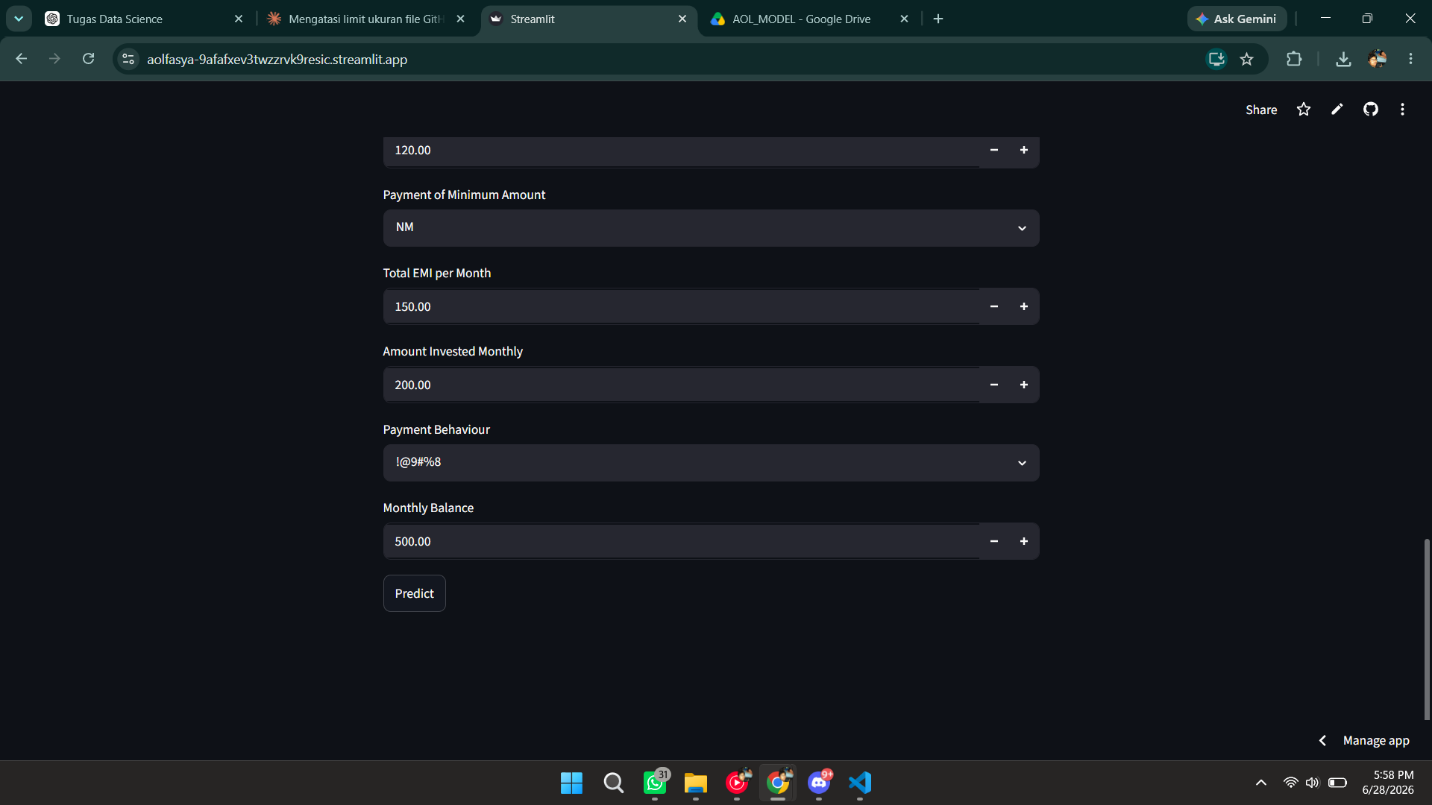 Tugas Data Science
Mengatasi limit ukuran file GitH
Streamlit
AOL_MODEL - Google Drive
Ask Gemini
aolfasya-9afafxev3twzzrvk9resic.streamlit.app
Share
120.00
Payment of Minimum Amount
NM
Total EMI per Month
150.00
Amount Invested Monthly
200.00
Payment Behaviour
!@9#%8
Monthly Balance
500.00
Predict
Manage app
31
9+
5:58 PM
6/28/2026